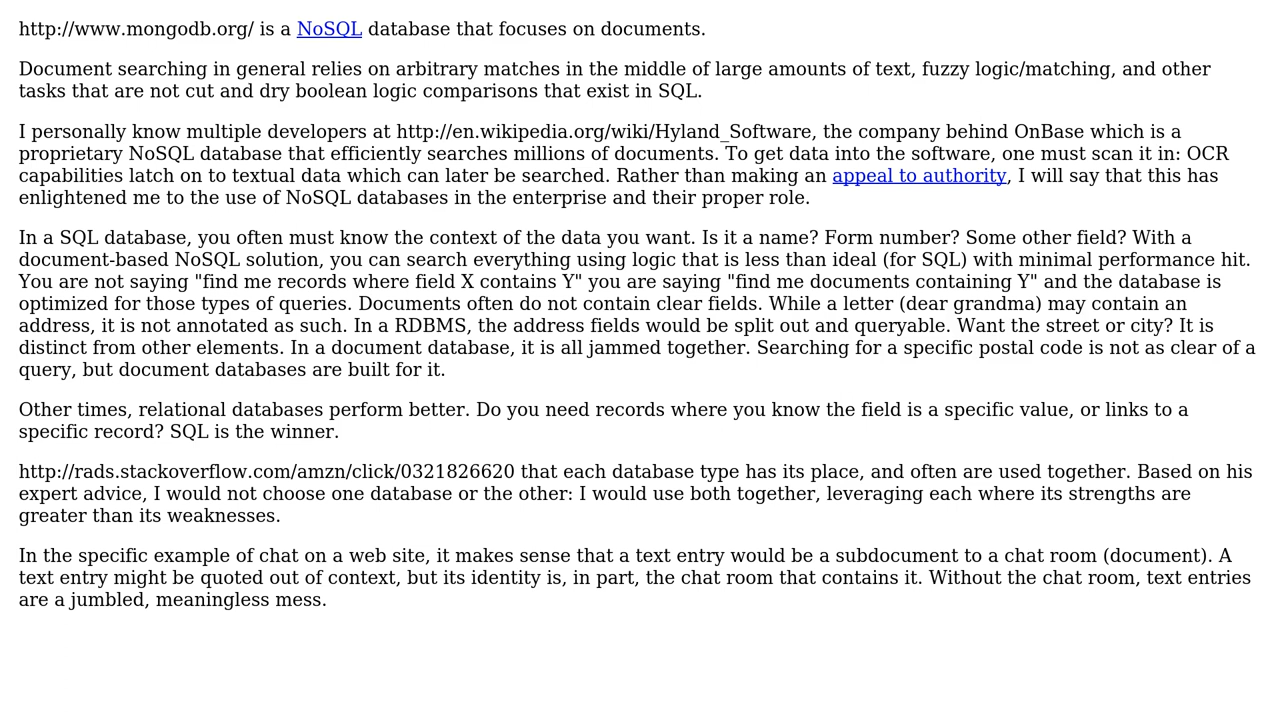 http://www.mongodb.org/ is a NoSQL database that focuses on documents.
Document searching in general relies on arbitrary matches in the middle of large amounts of text, fuzzy logic/matching, and other
tasks that are not cut and dry boolean logic comparisons that exist in SQL.
I personally know multiple developers at http://en.wikipedia.org/wiki/Hyland_Software, the company behind OnBase which is a
proprietary NoSQL database that efficiently searches millions of documents. To get data into the software, one must scan it in: OCR
capabilities latch on to textual data which can later be searched. Rather than making an appeal to authority, I will say that this has
enlightened me to the use of NoSQL databases in the enterprise and their proper role.
In a SQL database, you often must know the context of the data you want. Is it a name? Form number? Some other field? With a
document-based NoSQL solution, you can search everything using logic that is less than ideal (for SQL) with minimal performance hit.
You are not saying "find me records where field X contains Y" you are saying "find me documents containing Y" and the database is
optimized for those types of queries. Documents often do not contain clear fields. While a letter (dear grandma) may contain an
address, it is not annotated as such. In a RDBMS, the address fields would be split out and queryable. Want the street or city? It is
distinct from other elements. In a document database, it is all jammed together. Searching for a specific postal code is not as clear of a
query, but document databases are built for it.
Other times, relational databases perform better. Do you need records where you know the field is a specific value, or links to a
specific record? SQL is the winner.
http://rads.stackoverflow.com/amzn/click/0321826620 that each database type has its place, and often are used together. Based on his
expert advice, I would not choose one database or the other: I would use both together, leveraging each where its strengths are
greater than its weaknesses.
In the specific example of chat on a web site, it makes sense that a text entry would be a subdocument to a chat room (document). A
text entry might be quoted out of context, but its identity is, in part, the chat room that contains it. Without the chat room, text entries
are a jumbled, meaningless mess.